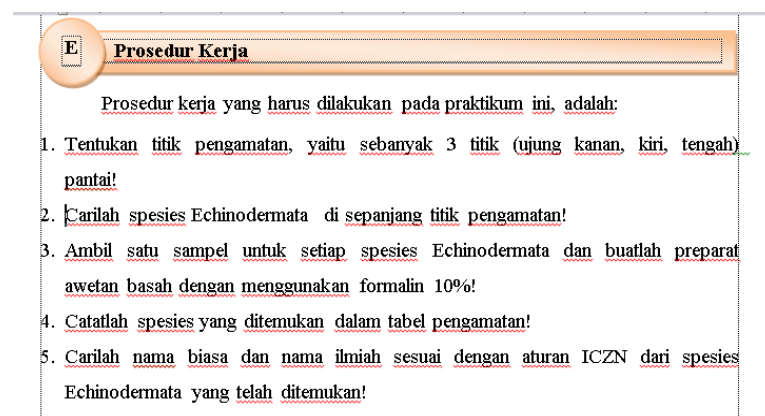 E Prosedur Kerja
Prosedur kerja yang harus dilakukan pada praktikum ini, adalah:
1. Tentukan titik pengamatan, yaitu sebanyak 3 titik (ujung kanan, kiri, tengah)
pantai!
2. Carilah spesies Echinodermata di sepanjang titik pengamatan!
3. Ambil satu sampel untuk setiap spesies Echinodermata dan buatlah preparat
awetan basah dengan menggunakan formalin 10%!
4. Catatlah spesies yang ditemukan dalam tabel pengamatan!
5. Carilah nama biasa dan nama ilmiah sesuai dengan aturan ICZN dari spesies
Echinodermata yang telah ditemukan!